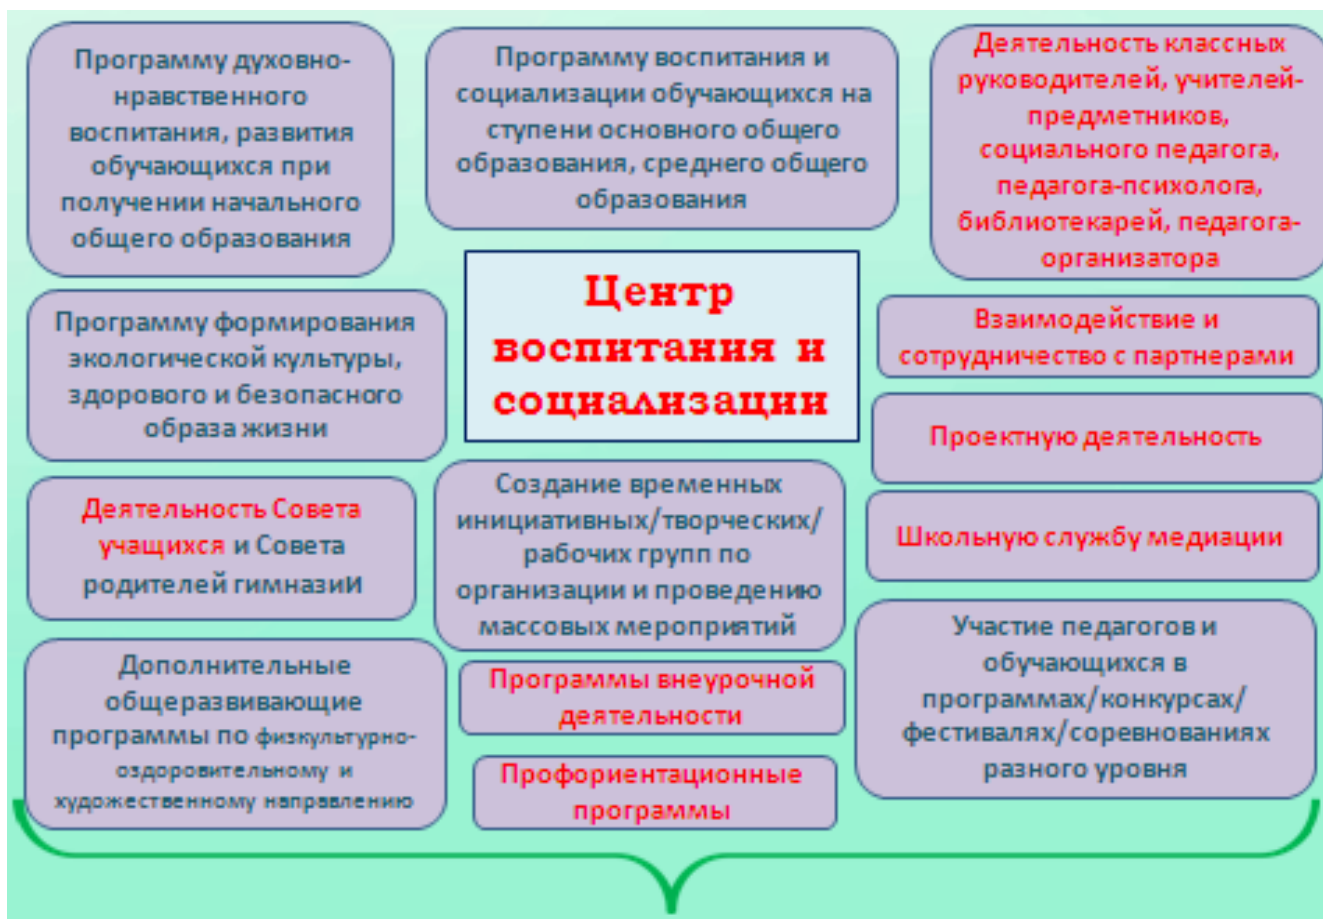 Программу духовно-
нравственного
воспитания, развития
обучающихся при
получении начального
общего образования
Программу воспитания и
социализации обучающихся на
ступени основного общего
образования, среднего общего
образования
Деятельность классных
руководителей, учителей-
предметников,
социального педагога,
педагога-психолога,
библиотекарей, педагога-
организатора
Центр
воспитания и
социализации
Программу формирования
экологической культуры,
здорового и безопасного
образа жизни
Взаимодействие и
сотрудничество с партнерами
Проектную деятельность
Деятельность Совета
учащихся и Совета
родителей гимназии
Создание временных
инициативных/творческих/
рабочих групп по
организации и проведению
массовых мероприятий
Школьную службу медиации
Дополнительные
общеразвивающие
программы по физкультурно-
оздоровительному и
художественному направлению
Программы внеурочной
деятельности
Профориентационные
программы
Участие педагогов и
обучающихся в
программах/конкурсах/
фестивалях/соревнованиях
разного уровня